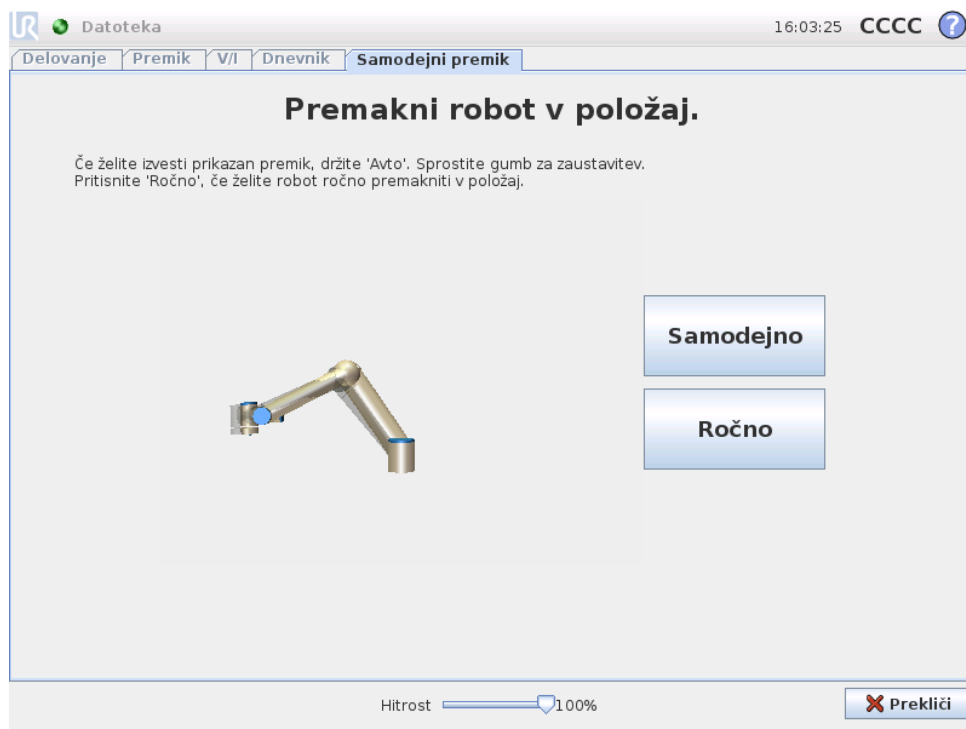 UR Datoteka 16:03:25 CCCC ?
Delovanje Premik V/I Dnevnik Samodejni premik
Premakni robot v položaj.
Če želite izvesti prikazan premik, držite 'Avto'. Sprostite gumb za zaustavitev.
Pritisnite 'Ročno', če želite robot ročno premakniti v položaj.
Samodejno
Ročno
Hitrost 100% Prekliči